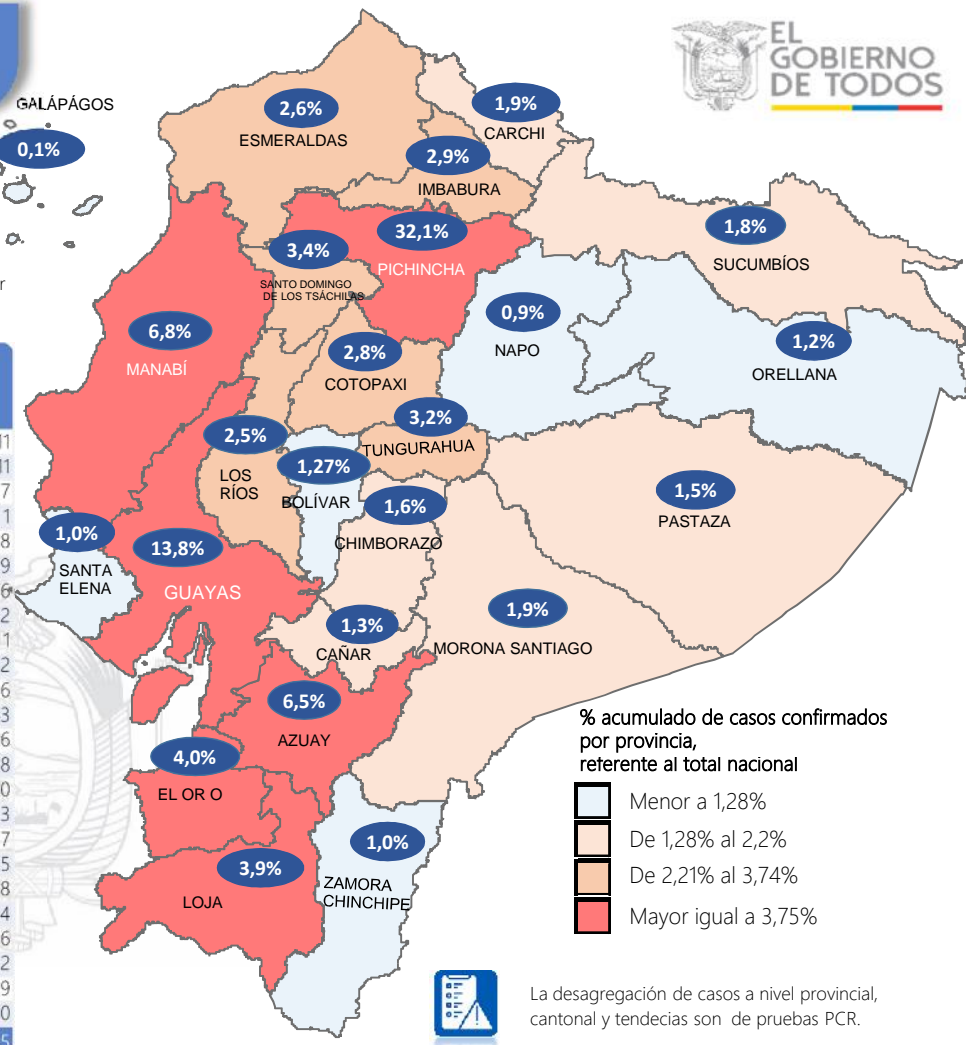 EL
GOBIERNO
DE TODOS
GALÁPÁGOS
0,1%
2,6%
ESMERALDAS
1,9%
CARCHI
2,9%
IMBABURA
32,1%
PICHINCHA
1,8%
SUCUMBÍOS
3,4%
SANTO DOMINGO
DE LOS TSÁCHILAS
6,8%
MANABÍ
0,9%
NAPO
1,2%
ORELLANA
2,8%
COTOPAXI
3,2%
TUNGURAHUA
2,5%
LOS
RÍOS
1,27%
BOLÍVAR
1,6%
CHIMBORAZO
1,5%
PASTAZA
1,0%
SANTA
ELENA
13,8%
GUAYAS
1,3%
CAÑAR
1,9%
MORONA SANTIAGO
6,5%
AZUAY
4,0%
EL OR O
3,9%
LOJA
1,0%
ZAMORA
CHINCHIPE
% acumulado de casos confirmados
por provincia,
referente al total nacional
Menor a 1,28%
De 1,28% al 2,2%
De 2,21% al 3,74%
Mayor igual a 3,75%
La desagregación de casos a nivel provincial,
cantonal y tendecias son de pruebas PCR.